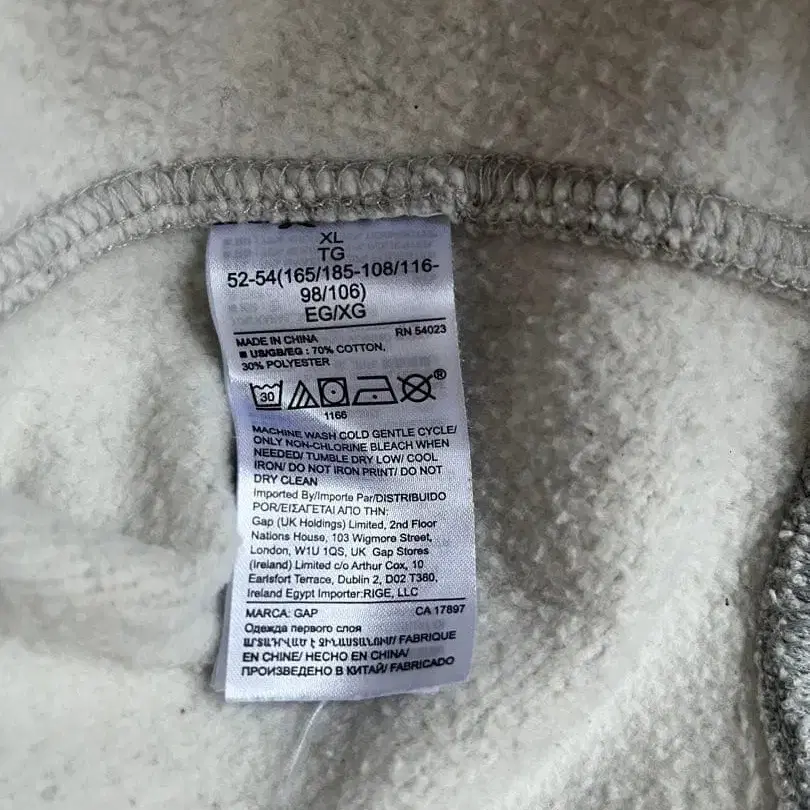 XL
TG
52-54(165/185-108/116-
98/106)
EG/XG
MADE IN CHINA RN 54023
■ US/GB/EG : 70% COTTON,
30% POLYESTER
30
®
1166
MACHINE WASH COLD GENTLE CYCLE/
ONLY NON-CHLORINE BLEACH WHEN
NEEDED/ TUMBLE DRY LOW/ COOL
IRON/ DO NOT IRON PRINT/ DO NOT
DRY CLEAN
Imported By/Importe Par/DISTRIBUIDO
POR/ΕΙΣΑΓΕΤΑΙ ΑΠΟ ΤΗΝ:
Gap (UK Holdings) Limited, 2nd Floor
Nations House, 103 Wigmore Street,
London, W1U 1QS, UK Gap Stores
(Ireland) Limited c/o Arthur Cox, 10
Earlsfort Terrace, Dublin 2, D02 T380,
Ireland Egypt Importer:RIGE, LLC
MARCA: GAP CA 17897
Одежда первого слоя
ԱՐՏԱԴՐՎԱԾ Է ՉԻՆԱՍՏԱՆՈՒՄ/ FABRIQUE
EN CHINE/ HECHO EN CHINA/
ПРОИЗВЕДЕНО В КИТАЙ/ FABRICADO